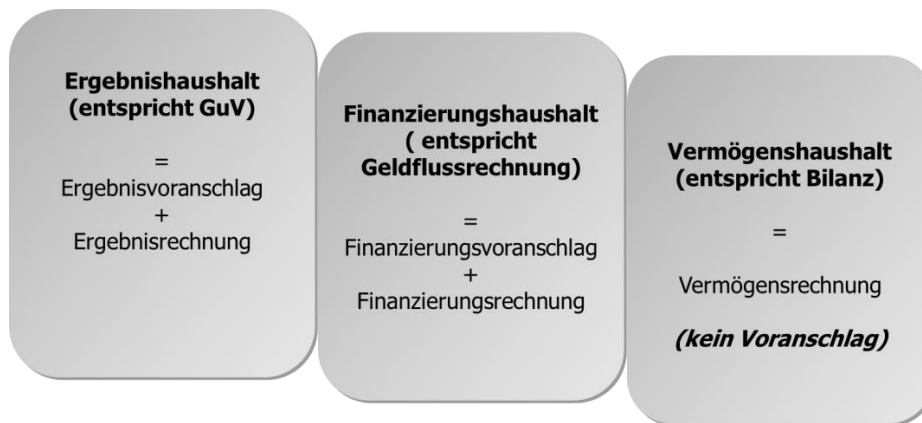 Ergebnishaushalt
(entspricht GuV)
=
Ergebnisvoranschlag
+
Ergebnisrechnung
Finanzierungshaushalt
( entspricht
Geldflussrechnung)
=
Finanzierungsvoranschlag
+
Finanzierungsrechnung
Vermögenshaushalt
(entspricht Bilanz)
=
Vermögensrechnung
(kein Voranschlag)